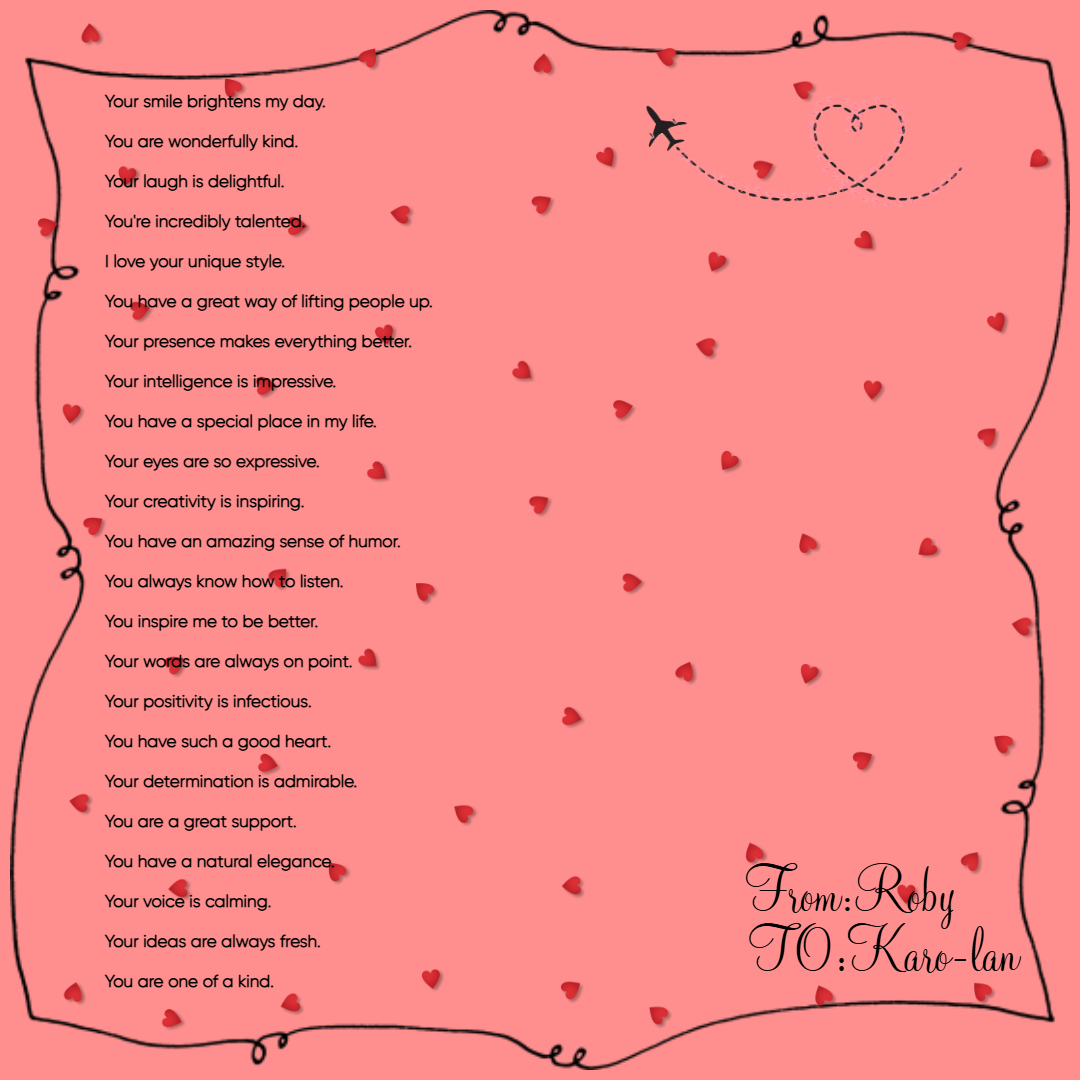 Your smile brightens my day.
You are wonderfully kind.
Your laugh is delightful.
You're incredibly talented.
I love your unique style.
You have a great way of lifting people up.
Your presence makes everything better.
Your intelligence is impressive.
You have a special place in my life.
Your eyes are so expressive.
Your creativity is inspiring.
You have an amazing sense of humor.
You always know how to listen.
You inspire me to be better.
Your words are always on point.
Your positivity is infectious.
You have such a good heart.
Your determination is admirable.
You are a great support.
You have a natural elegance.
Your voice is calming.
Your ideas are always fresh.
You are one of a kind.
From:Roby
TO:Karo-lan